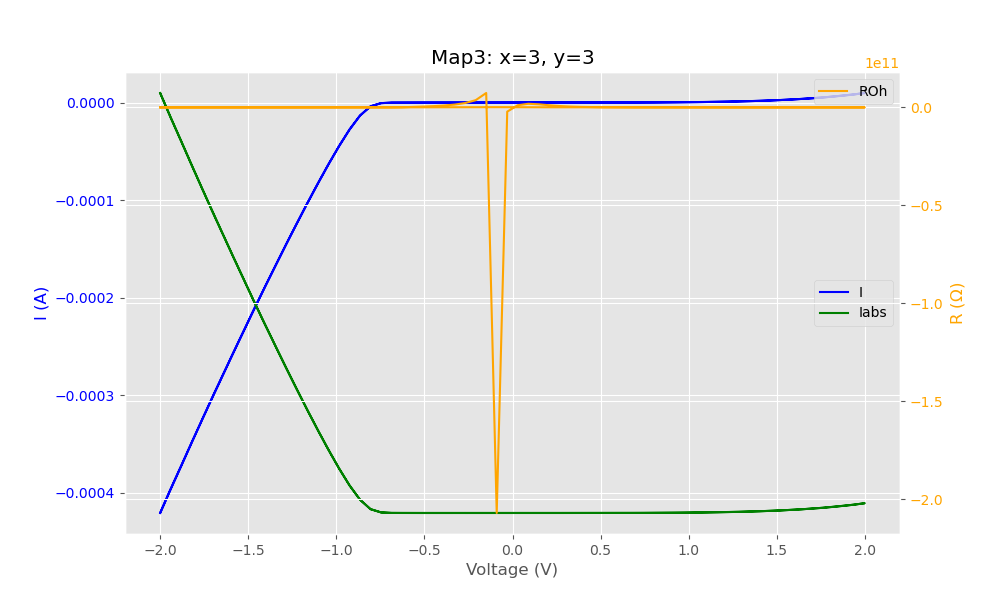 Map3: x=3, y=3
1e11
0.0000
−0.0001
−0.0002
−0.0003
−0.0004
I (A)
ROh
I
Iabs
0.0
−0.5
−1.0
−1.5
−2.0
R (Ω)
−2.0 −1.5 −1.0 −0.5 0.0 0.5 1.0 1.5 2.0
Voltage (V)